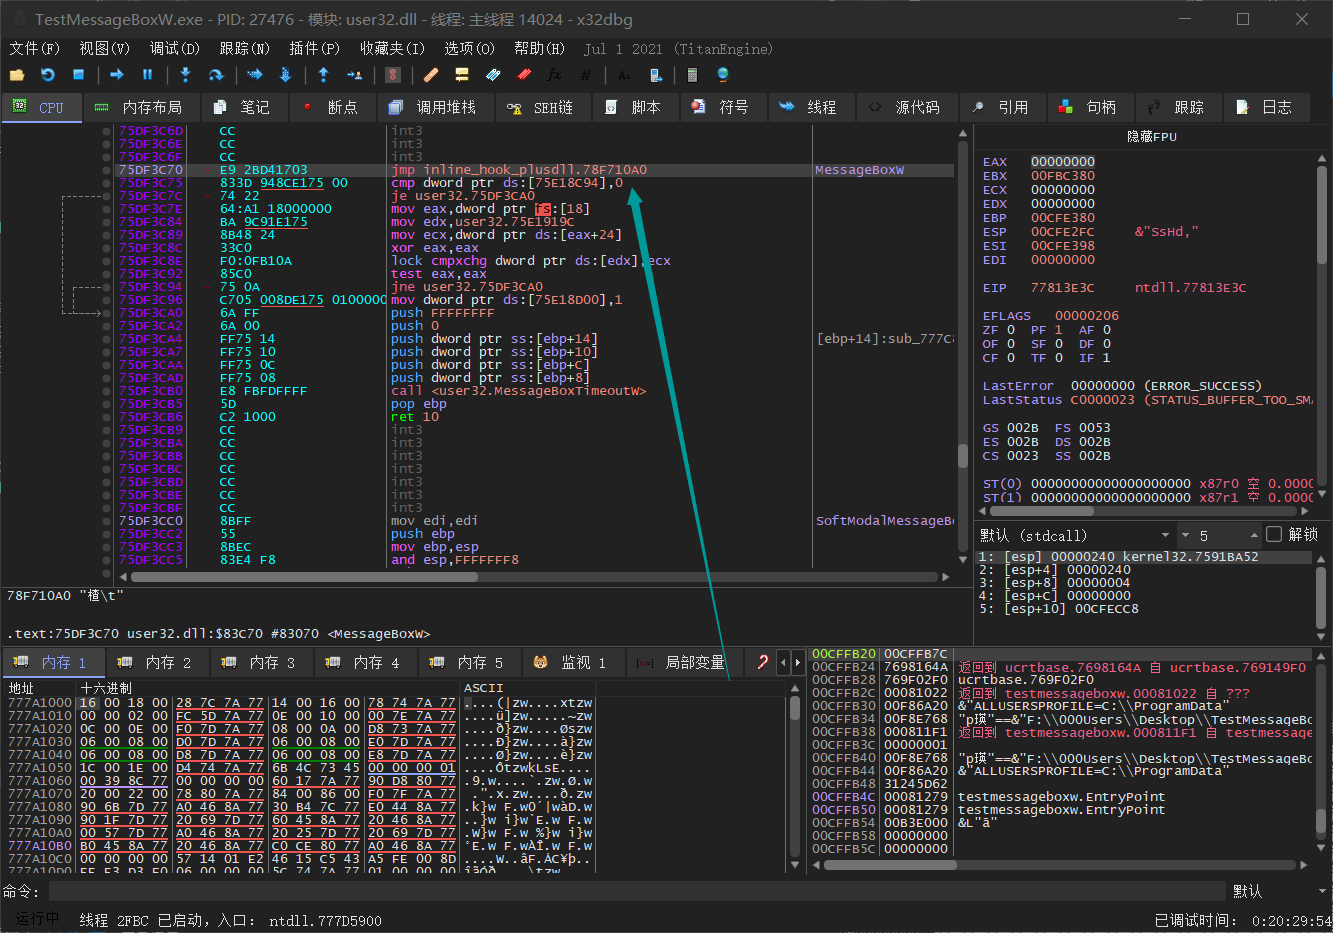 TestMessageBoxW.exe - PID: 27476 - 模块: user32.dll - 线程: 主线程 14024 - x32dbg
文件(F) 视图(V) 调试(D) 跟踪(N) 插件(P) 收藏夹(I) 选项(O) 帮助(H) Jul 1 2021 (TitanEngine)
CPU 内存布局 笔记 断点 调用堆栈 SEH链 脚本 符号 线程 源代码 引用 句柄 跟踪 日志
75DF3C6D CC int3
75DF3C6E CC int3
75DF3C6F CC int3
75DF3C70 E9 2BD41703 jmp inline_hook_plusdll.78F710A0 MessageBoxW
75DF3C75 833D 948CE175 00 cmp dword ptr ds:[75E18C94],0
75DF3C7C 74 22 je user32.75DF3CA0
75DF3C7E 64:A1 18000000 mov eax,dword ptr fs:[18]
75DF3C84 BA 9C91E175 mov edx,user32.75E1919C
75DF3C89 8B48 24 mov ecx,dword ptr ds:[eax+24]
75DF3C8C 33C0 xor eax,eax
75DF3C8E F0:0FB10A lock cmpxchg dword ptr ds:[edx],ecx
75DF3C92 85C0 test eax,eax
75DF3C94 75 0A jne user32.75DF3CA0
75DF3C96 C705 008DE175 0100000 mov dword ptr ds:[75E18D00],1
75DF3CA0 6A FF push FFFFFFFF
75DF3CA2 6A 00 push 0
75DF3CA4 FF75 14 push dword ptr ss:[ebp+14] [ebp+14]:sub_777C8
75DF3CA7 FF75 10 push dword ptr ss:[ebp+10]
75DF3CAA FF75 0C push dword ptr ss:[ebp+C]
75DF3CAD FF75 08 push dword ptr ss:[ebp+8]
75DF3CB0 E8 FBFDFFFF call <user32.MessageBoxTimeoutW>
75DF3CB5 5D pop ebp
75DF3CB6 C2 1000 ret 10
75DF3CB9 CC int3
75DF3CBA CC int3
75DF3CBB CC int3
75DF3CBC CC int3
75DF3CBD CC int3
75DF3CBE CC int3
75DF3CBF CC int3
75DF3CC0 8BFF mov edi,edi SoftModalMessageBo
75DF3CC2 55 push ebp
75DF3CC3 8BEC mov ebp,esp
75DF3CC5 83E4 F8 and esp,FFFFFFF8
隐藏FPU
EAX 00000000
EBX 00FBC380
ECX 00000000
EDX 00000000
EBP 00CFE380
ESP 00CFE2FC &"SsHd,"
ESI 00CFE398
EDI 00000000
EIP 77813E3C ntdll.77813E3C
EFLAGS 00000206
ZF 0 PF 1 AF 0
OF 0 SF 0 DF 0
CF 0 TF 0 IF 1
LastError 00000000 (ERROR_SUCCESS)
LastStatus C0000023 (STATUS_BUFFER_TOO_SMA
GS 002B FS 0053
ES 002B DS 002B
CS 0023 SS 002B
ST(0) 00000000000000000000 x87r0 空 0.0000
ST(1) 00000000000000000000 x87r1 空 0.0000
默认 (stdcall) 5 解锁
1: [esp] 00000240 kernel32.7591BA52
2: [esp+4] 00000240
3: [esp+8] 00000004
4: [esp+C] 00000000
5: [esp+10] 00CFECC8
78F710A0 "楂\t"
.text:75DF3C70 user32.dll:$83C70 #83070 <MessageBoxW>
内存 1 内存 2 内存 3 内存 4 内存 5 监视 1 局部变量
地址 十六进制 ASCII
777A1000 16 00 18 00 28 7C 7A 77 14 00 16 00 78 74 7A 77 ....(|zw....xtzw
777A1010 00 00 02 00 FC 5D 7A 77 0E 00 10 00 00 7E 7A 77 ....ü]zw.....~zw
777A1020 0C 00 0E 00 F0 7D 7A 77 08 00 0A 00 D8 73 7A 77 ....ð}zw....Øszw
777A1030 06 00 08 00 D0 7D 7A 77 06 00 08 00 E0 7D 7A 77 ....Ð}zw....à}zw
777A1040 06 00 08 00 D8 7D 7A 77 06 00 08 00 E8 7D 7A 77 ....Ø}zw....è}zw
777A1050 1C 00 1E 00 D4 74 7A 77 6B 4C 73 45 00 00 00 01 ....ÔtzwkLsE....
777A1060 00 39 8C 77 00 00 00 00 60 17 7A 77 90 D8 80 77 .9.w....`.zw.Ø.w
777A1070 20 00 22 00 78 80 7A 77 84 00 86 00 F0 7F 7A 77 .".x.zw....ð.zw
777A1080 90 6B 7D 77 A0 46 8A 77 30 B4 7C 77 E0 44 8A 77 .k}w F.w0´|wàD.w
777A1090 90 1F 7D 77 20 69 7D 77 60 45 8A 77 20 46 8A 77 ..}w i}w`E.w F.w
777A10A0 00 57 7D 77 A0 46 8A 77 20 25 7D 77 20 69 7D 77 .W}w F.w %}w i}w
777A10B0 B0 45 8A 77 20 46 8A 77 C0 CE 80 77 A0 46 8A 77 °E.w F.wÀÎ.w F.w
777A10C0 00 00 00 00 57 14 01 E2 46 15 C5 43 A5 FE 00 8D ....W..âF.ÅC¥þ..
00CFFB20 00CFFB7C
00CFFB24 7698164A 返回到 ucrtbase.7698164A 自 ucrtbase.769149F0
00CFFB28 769F02F0 ucrtbase.769F02F0
00CFFB2C 00081022 返回到 testmessageboxw.00081022 自 ???
00CFFB30 00F86A20 &"ALLUSERSPROFILE=C:\\ProgramData"
00CFFB34 00F8E768 "p瑛"==&"F:\\OOOUsers\\Desktop\\TestMessageBo
00CFFB38 000811F1 返回到 testmessageboxw.000811F1 自 testmessage
00CFFB3C 00000001
00CFFB40 00F8E768 "p瑛"==&"F:\\OOOUsers\\Desktop\\TestMessageBo
00CFFB44 00F86A20 &"ALLUSERSPROFILE=C:\\ProgramData"
00CFFB48 31245D62
00CFFB4C 00081279 testmessageboxw.EntryPoint
00CFFB50 00081279 testmessageboxw.EntryPoint
00CFFB54 00B3E000 &L"ā"
00CFFB58 00000000
00CFFB5C 00000000
命令: 默认
运行中 线程 2FBC 已启动，入口: ntdll.777D5900 已调试时间: 0:20:29:54